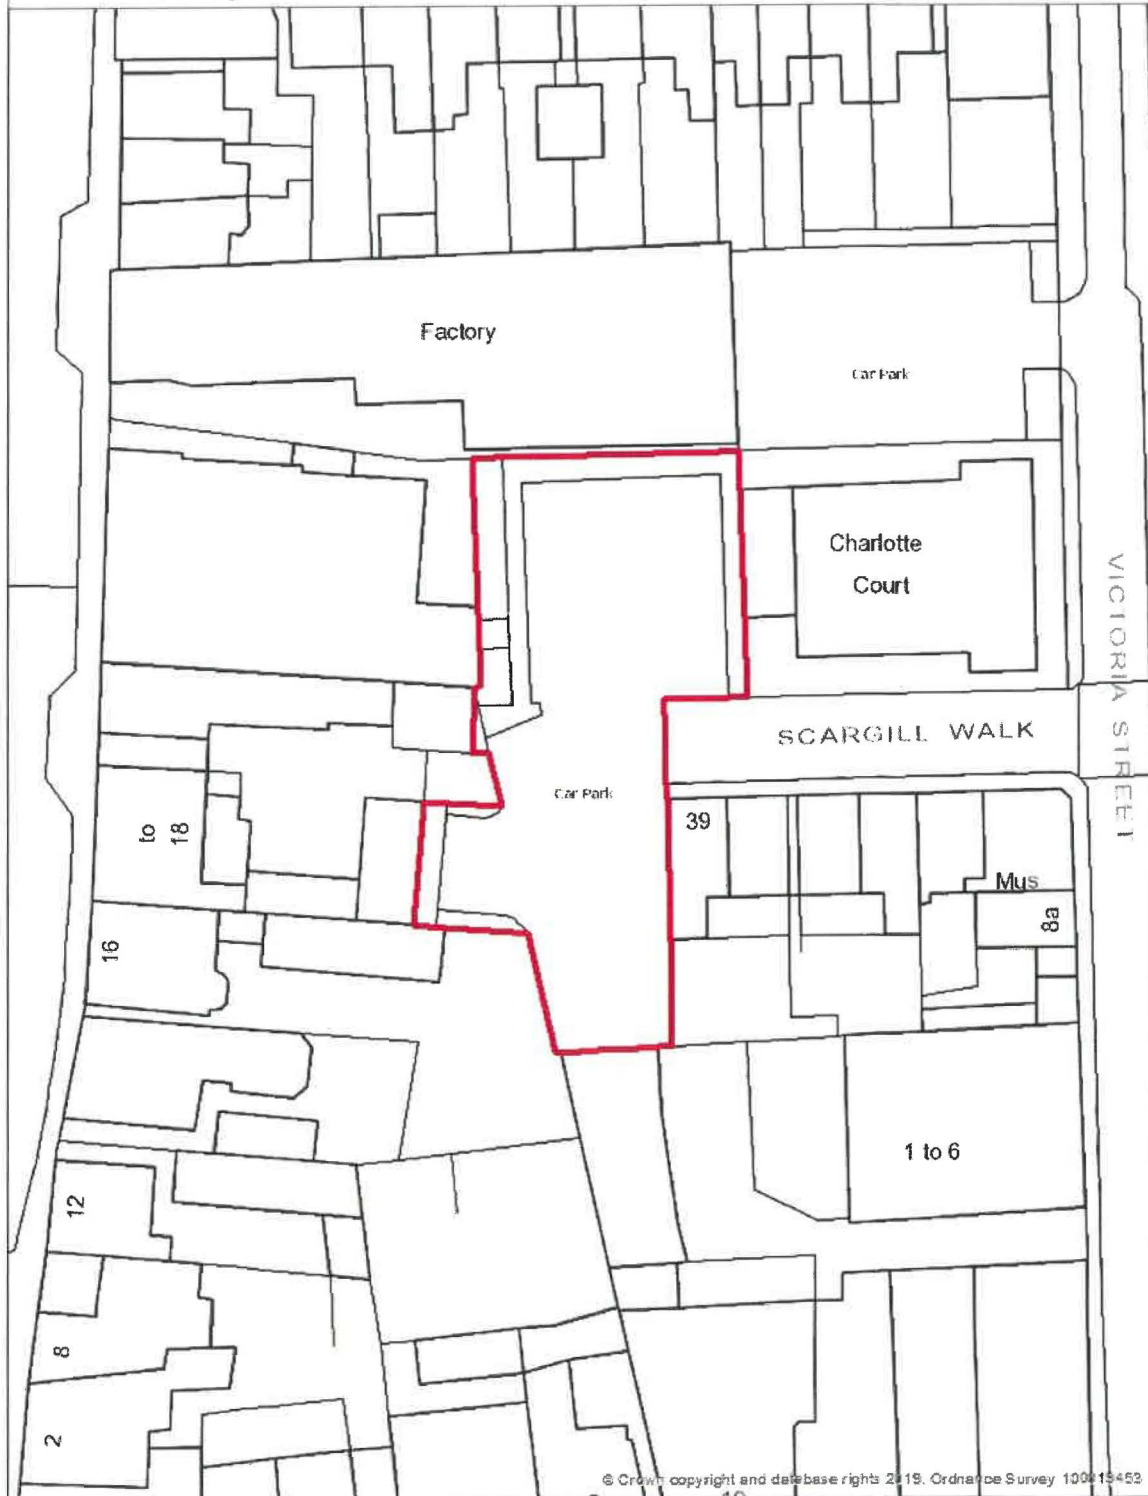 Factory
Car Park
Charlotte
Court
VICTORIA STREET
SCARGILL WALK
Car Park
39
to
18
Mus
8a
16
1 to 6
12
8
2
© Crown copyright and database rights 2019. Ordnance Survey